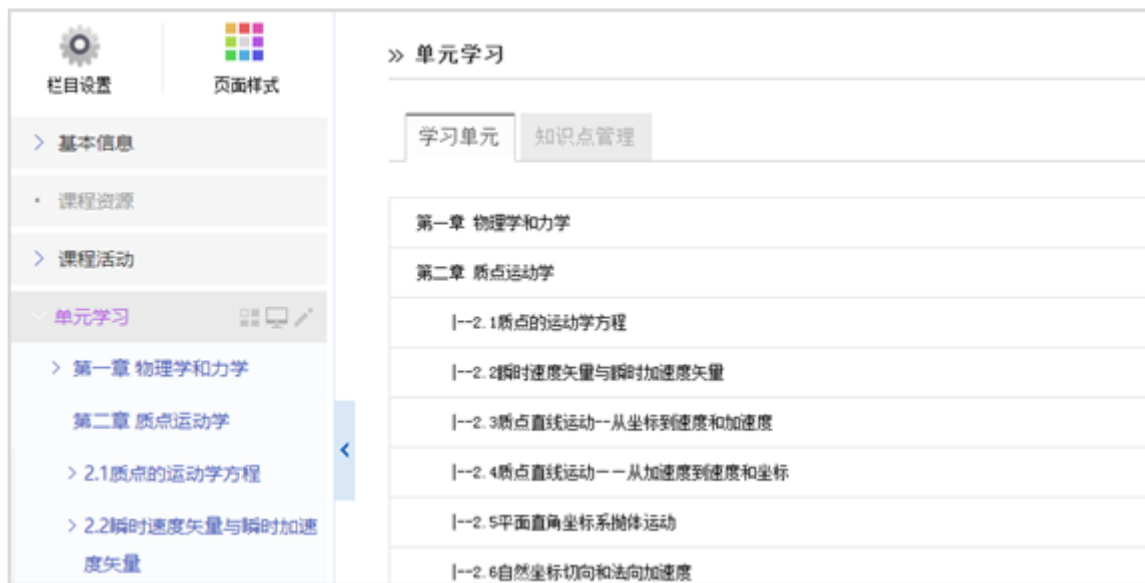 栏目设置
页面样式
基本信息
课程资源
课程活动
单元学习
第一章 物理学和力学
第二章 质点运动学
2.1质点的运动学方程
2.2瞬时速度矢量与瞬时加速
度矢量
» 单元学习
学习单元
知识点管理
第一章 物理学和力学
第二章 质点运动学
|--2.1质点的运动学方程
|--2.2瞬时速度矢量与瞬时加速度矢量
|--2.3质点直线运动--从坐标到速度和加速度
|--2.4质点直线运动——从加速度到速度和坐标
|--2.5平面直角坐标系抛体运动
|--2.6自然坐标切向和法向加速度